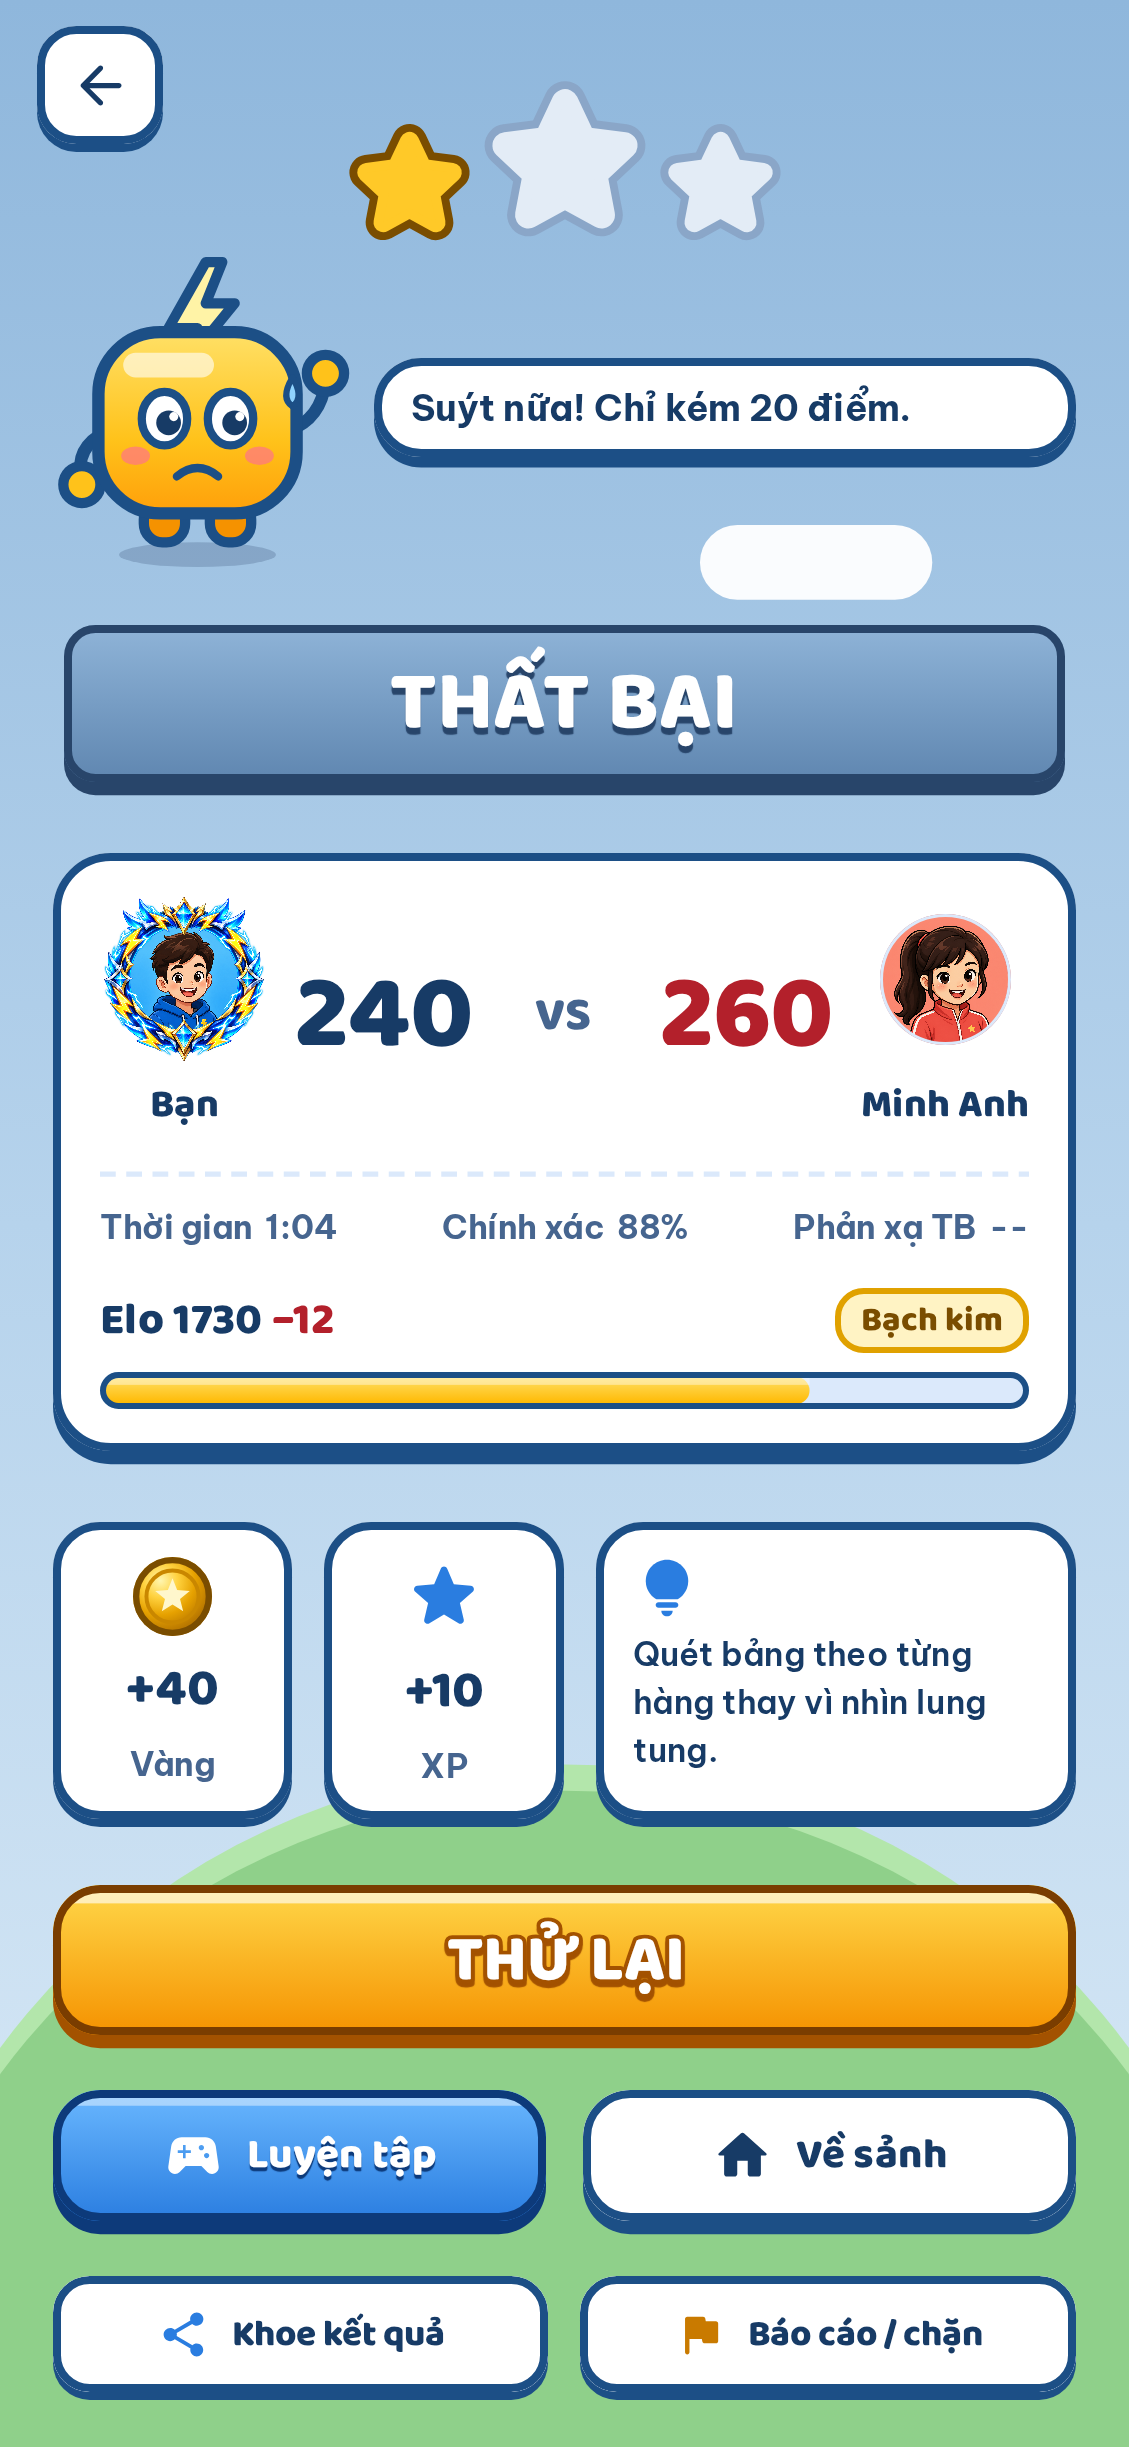 Suýt nữa! Chỉ kém 20 điểm.
THẤT BẠI
240 vs 260
Bạn
Minh Anh
Thời gian 1:04
Chính xác 88%
Phản xạ TB --
Elo 1730 –12
Bạch kim
+40
Vàng
+10
XP
Quét bảng theo từng
hàng thay vì nhìn lung
tung.
THỬ LẠI
Luyện tập
Về sảnh
Khoe kết quả
Báo cáo / chặn